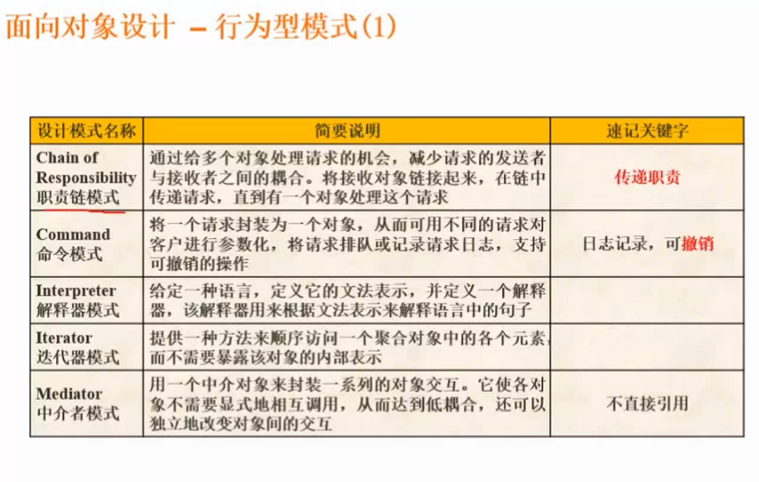 面向对象设计 – 行为型模式(1)
设计模式名称
简要说明
速记关键字
Chain of
Responsibility
职责链模式
通过给多个对象处理请求的机会，减少请求的发送者
与接收者之间的耦合。将接收对象链接起来，在链中
传递请求，直到有一个对象处理这个请求
传递职责
Command
命令模式
将一个请求封装为一个对象，从而可用不同的请求对
客户进行参数化，将请求排队或记录请求日志，支持
可撤销的操作
日志记录，可撤销
Interpreter
解释器模式
给定一种语言，定义它的文法表示，并定义一个解释
器，该解释器用来根据文法表示来解释语言中的句子
Iterator
迭代器模式
提供一种方法来顺序访问一个聚合对象中的各个元素，
而不需要暴露该对象的内部表示
Mediator
中介者模式
用一个中介对象来封装一系列的对象交互。它使各对
象不需要显式地相互调用，从而达到低耦合，还可以
独立地改变对象间的交互
不直接引用